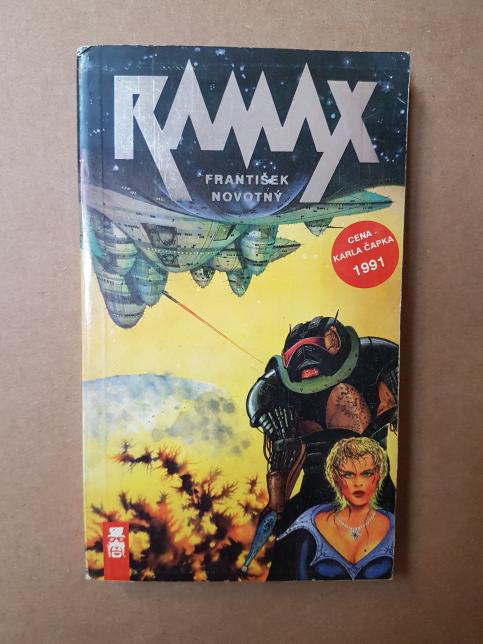 RAMAX
FRANTIŠEK
NOVOTNÝ
CENA -
KARLA ČAPKA
1991